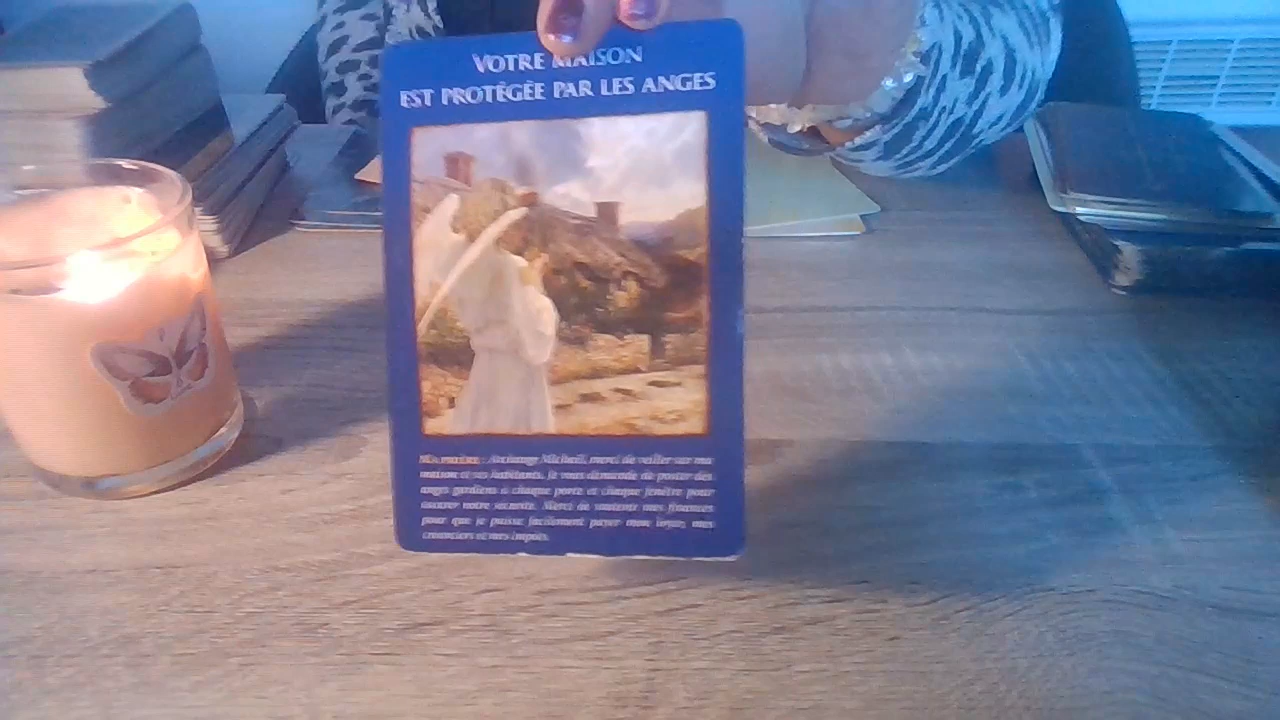 VOTRE MAISON
EST PROTÉGÉE PAR LES ANGES
Ma prière : Archange Michaël, merci de veiller sur ma
maison et ses habitants. Je vous demande de poster des
anges gardiens à chaque porte et chaque fenêtre pour
assurer notre sécurité. Merci de soutenir mes finances
pour que je puisse facilement payer mon loyer, mes
créanciers et mes impôts.